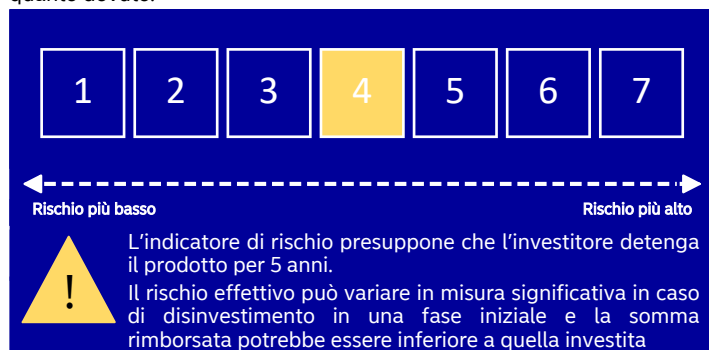 quanto dovuto.
1 2 3 4 5 6 7
Rischio più basso Rischio più alto
! L'indicatore di rischio presuppone che l'investitore detenga
il prodotto per 5 anni.
Il rischio effettivo può variare in misura significativa in caso
di disinvestimento in una fase iniziale e la somma
rimborsata potrebbe essere inferiore a quella investita